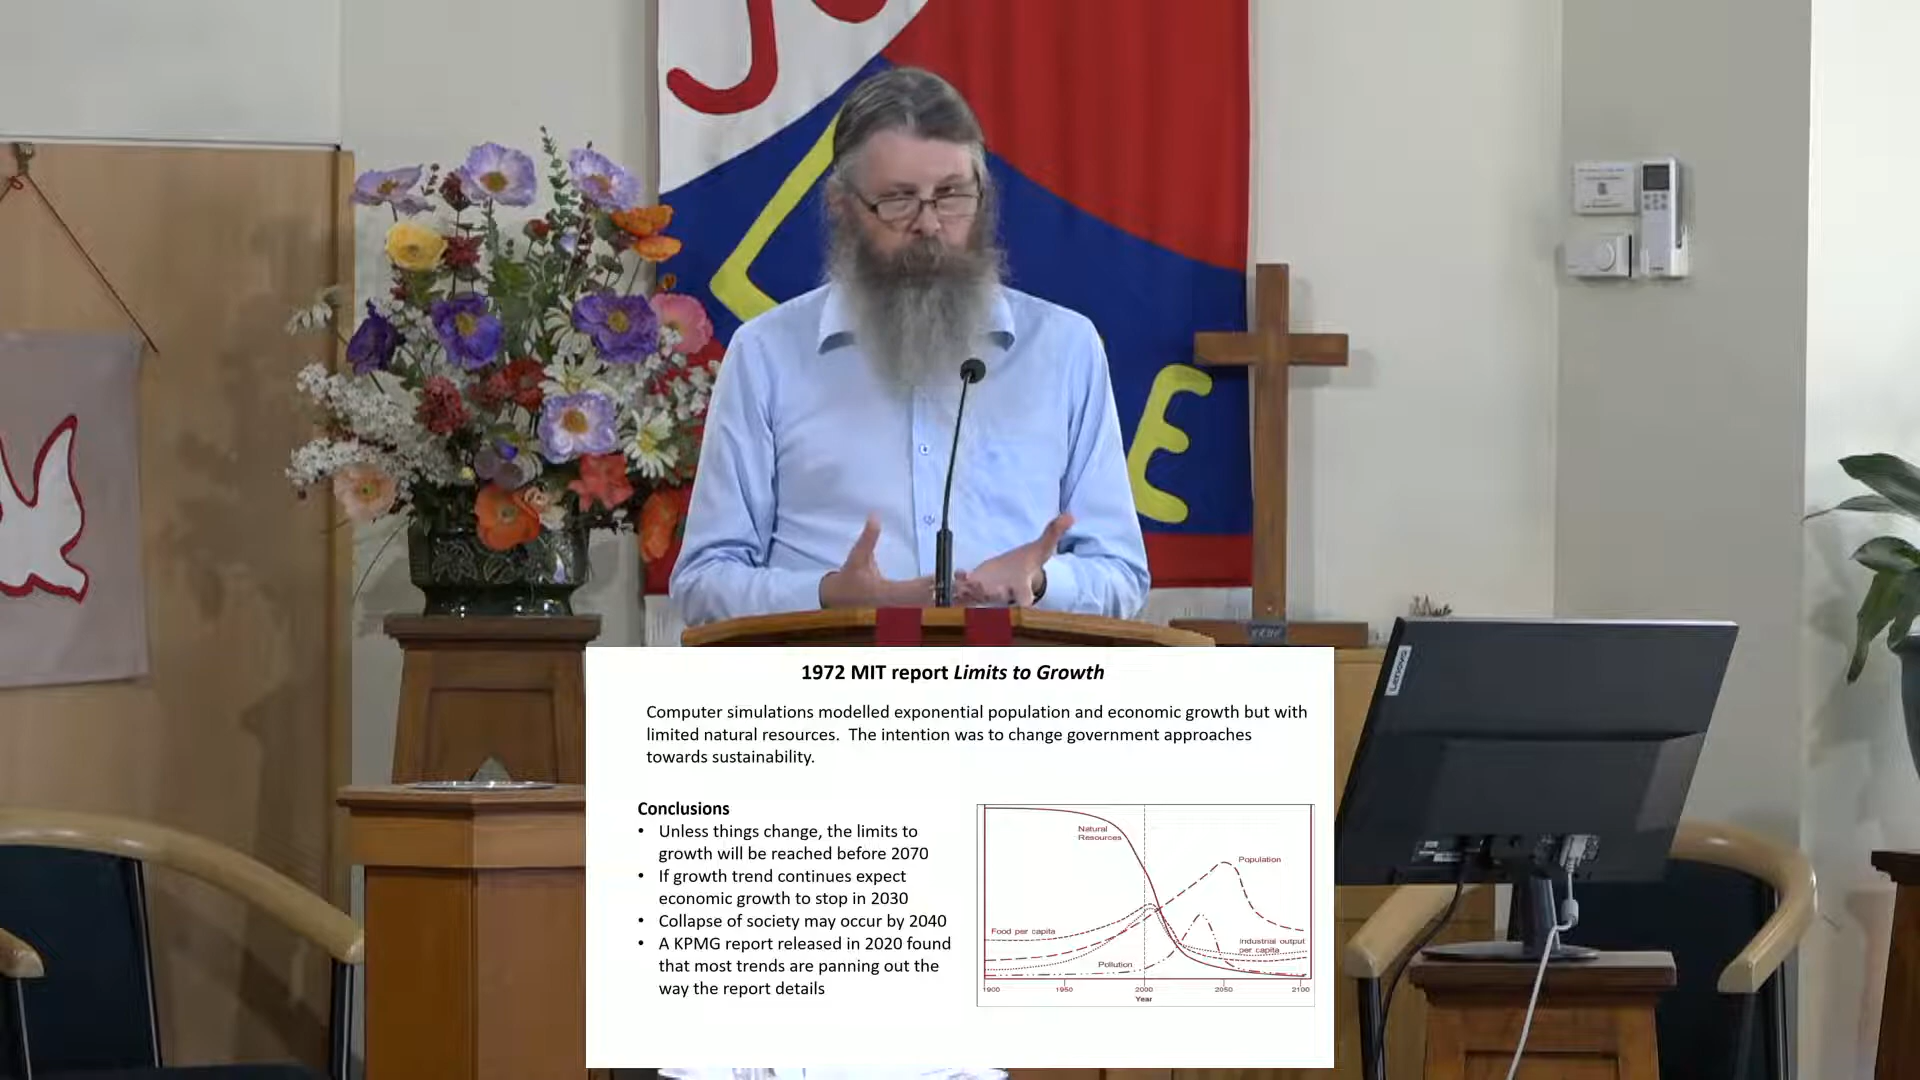 JO
L
E
Lenovo
1972 MIT report Limits to Growth
Computer simulations modelled exponential population and economic growth but with
limited natural resources. The intention was to change government approaches
towards sustainability.
Conclusions
• Unless things change, the limits to
growth will be reached before 2070
• If growth trend continues expect
economic growth to stop in 2030
• Collapse of society may occur by 2040
• A KPMG report released in 2020 found
that most trends are panning out the
way the report details
Natural
Resources
Population
Food per capita
Industrial output
per capita
Pollution
1900 1950 2000 2050 2100
Year